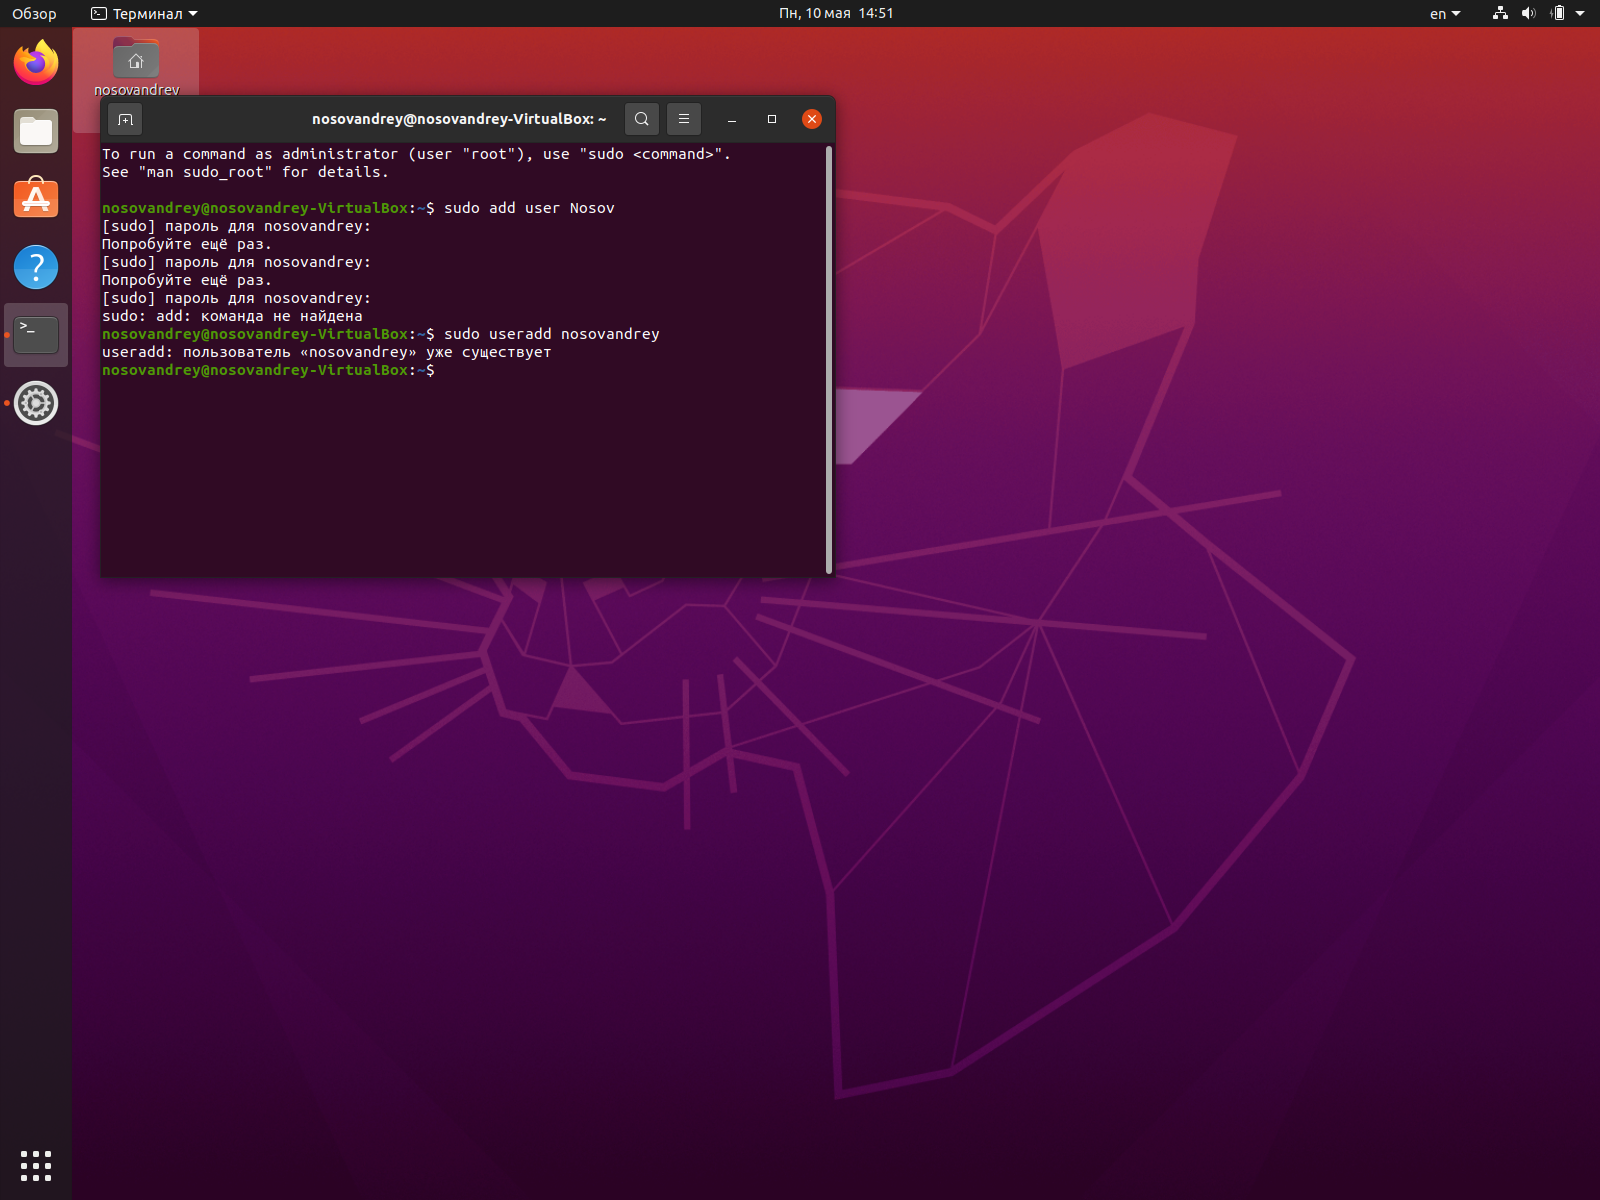 Обзор
Терминал
Пн, 10 мая 14:51
en
nosovandrey
nosovandrey@nosovandrey-VirtualBox: ~
To run a command as administrator (user "root"), use "sudo <command>".
See "man sudo_root" for details.
nosovandrey@nosovandrey-VirtualBox:~$ sudo add user Nosov
[sudo] пароль для nosovandrey:
Попробуйте ещё раз.
[sudo] пароль для nosovandrey:
Попробуйте ещё раз.
[sudo] пароль для nosovandrey:
sudo: add: команда не найдена
nosovandrey@nosovandrey-VirtualBox:~$ sudo useradd nosovandrey
useradd: пользователь «nosovandrey» уже существует
nosovandrey@nosovandrey-VirtualBox:~$